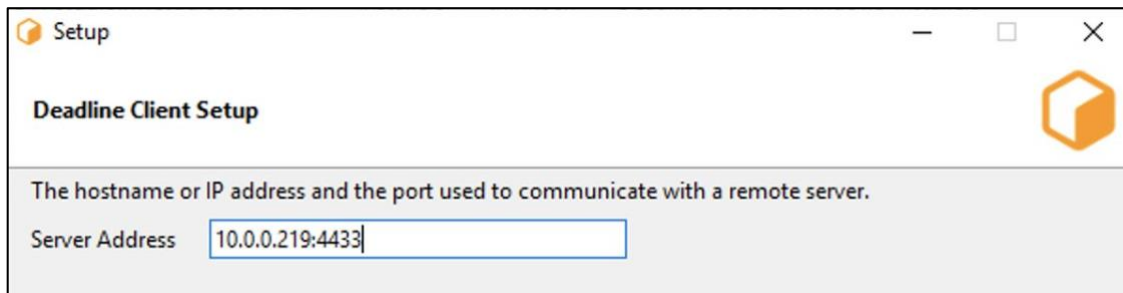 Setup
Deadline Client Setup
The hostname or IP address and the port used to communicate with a remote server.
Server Address 10.0.0.219:4433